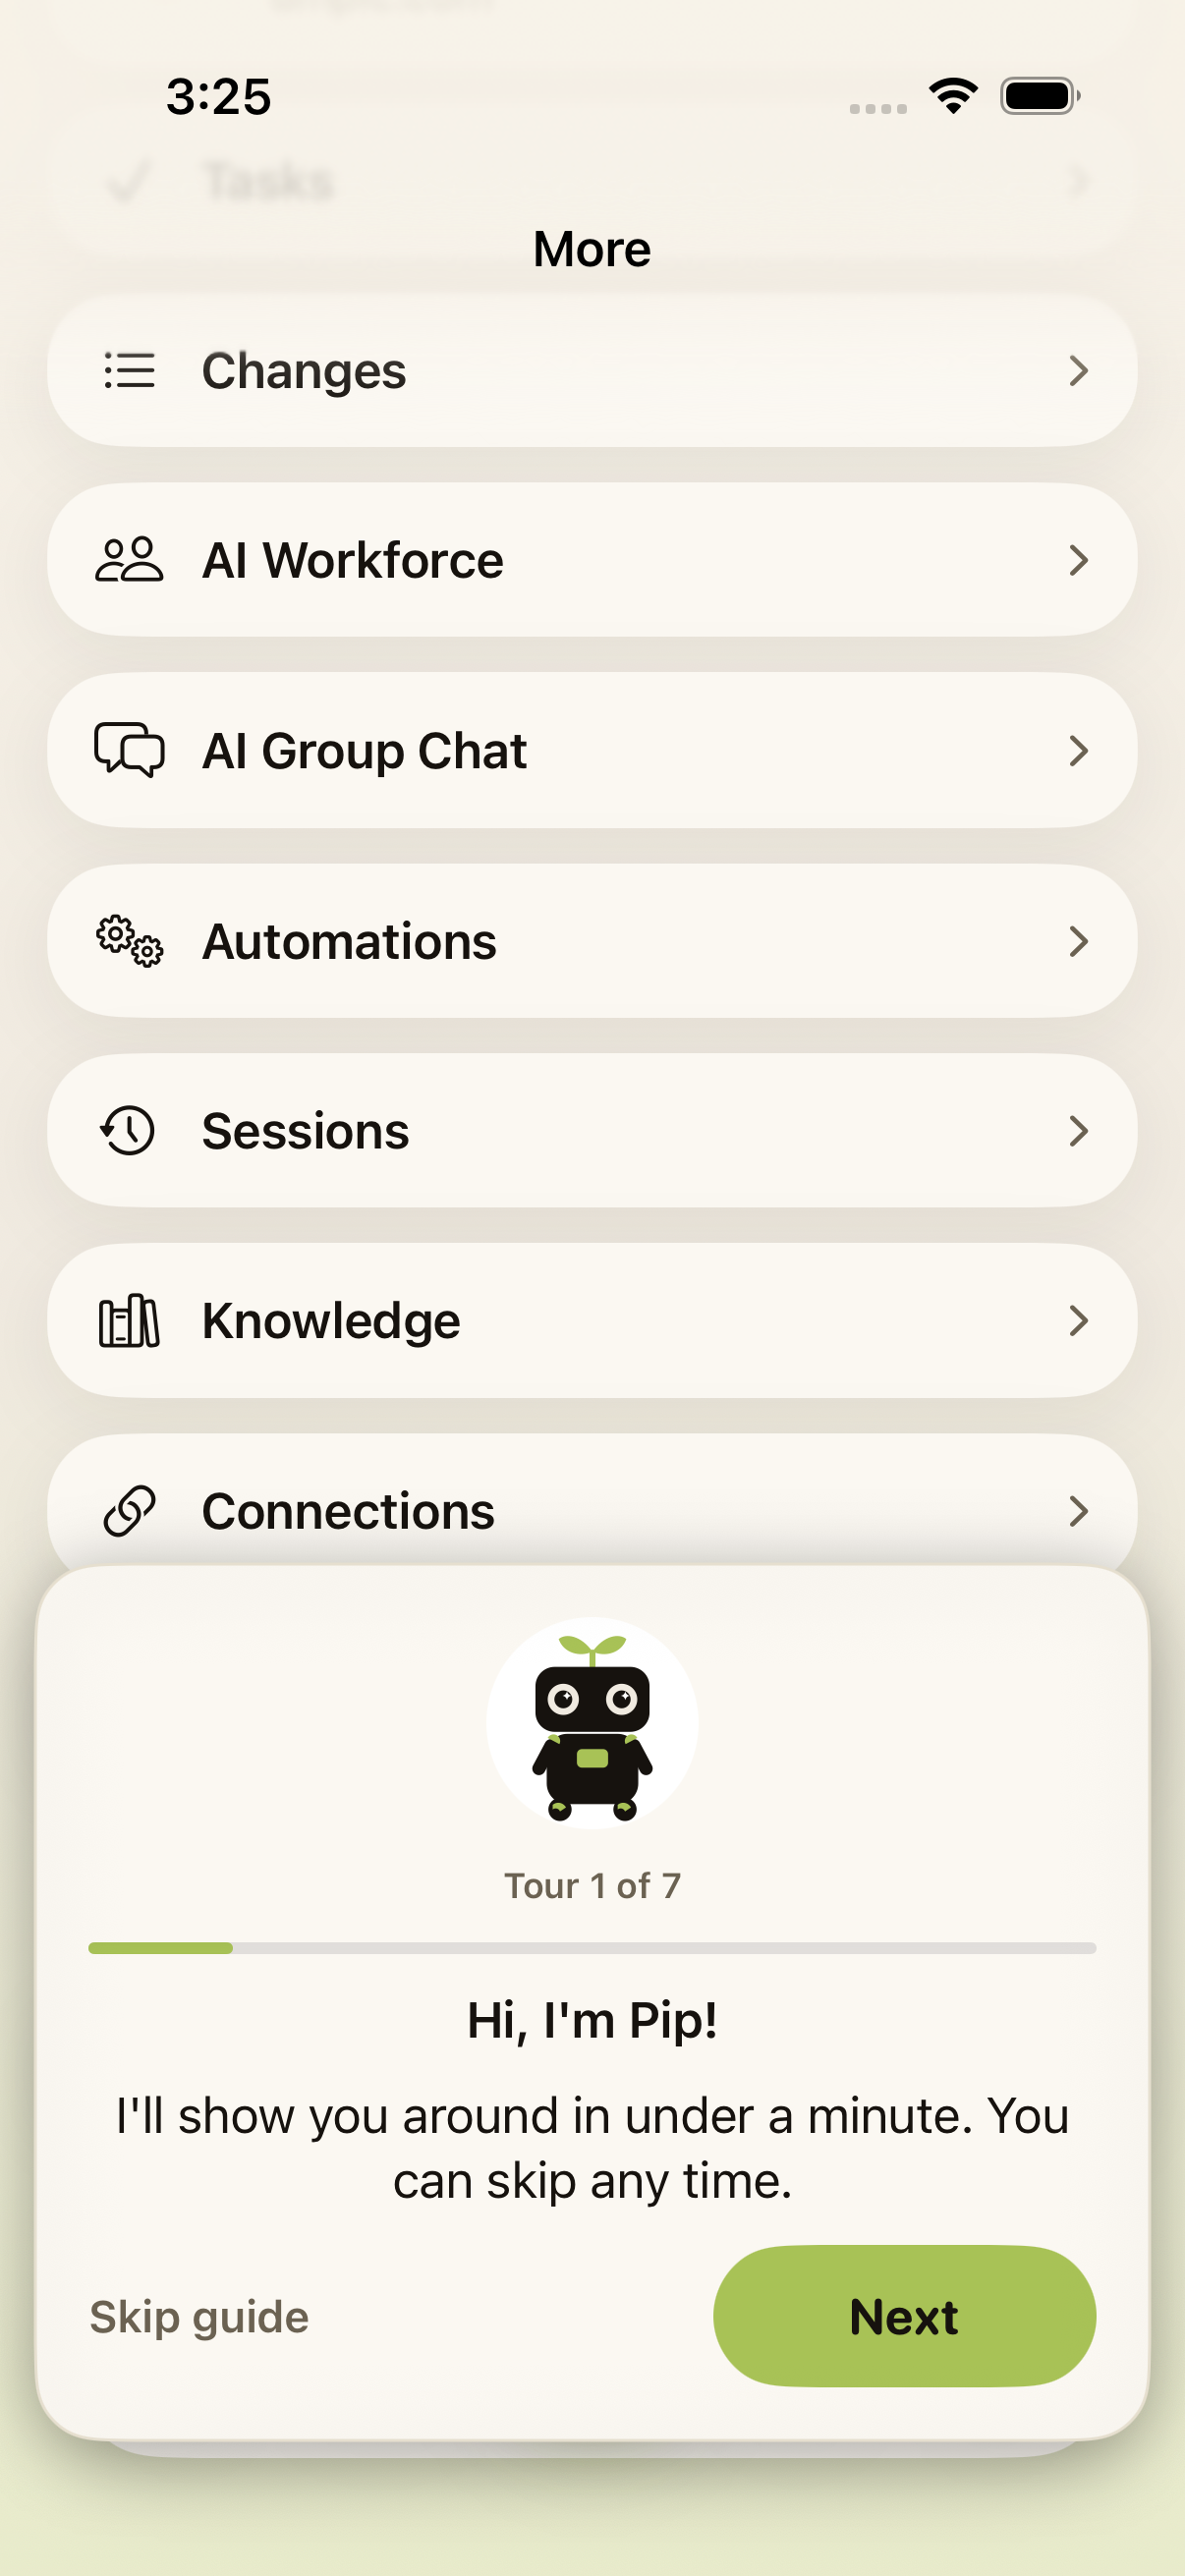 3:25
Tasks
More
Changes
AI Workforce
AI Group Chat
Automations
Sessions
Knowledge
Connections
Tour 1 of 7
Hi, I'm Pip!
I'll show you around in under a minute. You
can skip any time.
Skip guide
Next